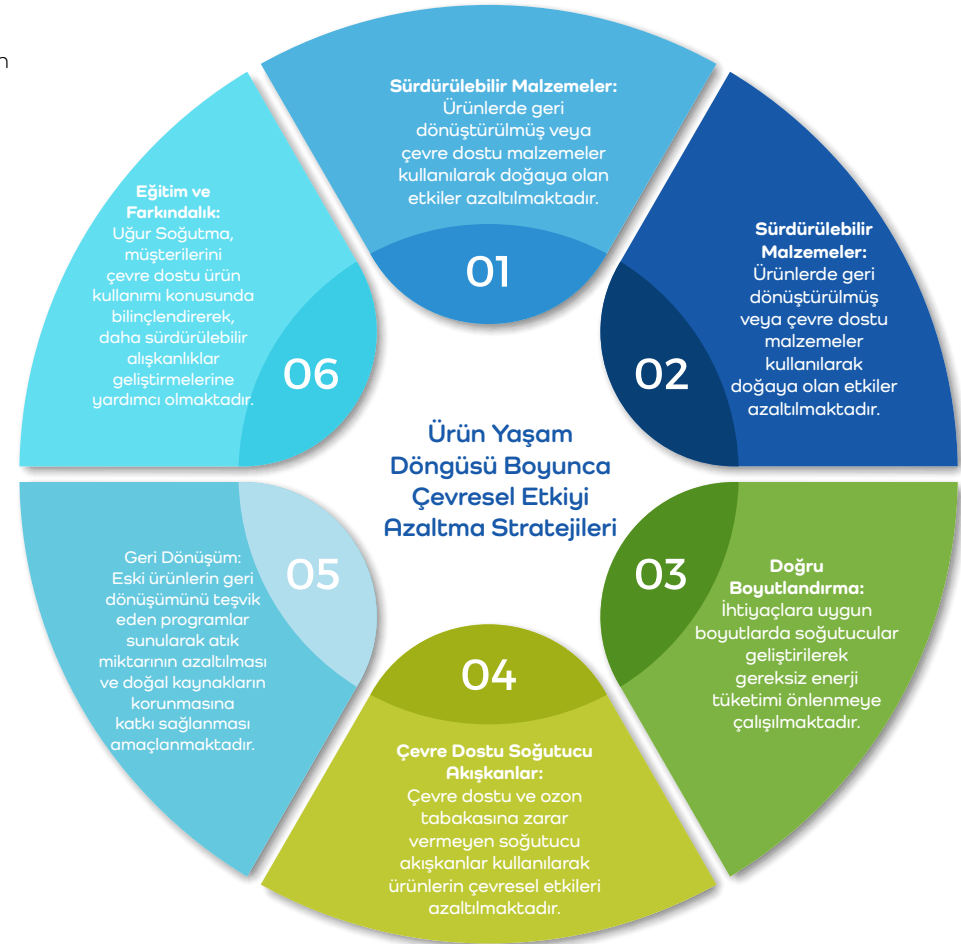 n
Sürdürülebilir Malzemeler:
Ürünlerde geri
dönüştürülmüş veya
çevre dostu malzemeler
kullanılarak doğaya olan
etkiler azaltılmaktadır.
01
Sürdürülebilir
Malzemeler:
Ürünlerde geri
dönüştürülmüş
veya çevre dostu
malzemeler
kullanılarak
doğaya olan etkiler
azaltılmaktadır.
02
Doğru
Boyutlandırma:
İhtiyaçlara uygun
boyutlarda soğutucular
geliştirilerek
gereksiz enerji
tüketimi önlenmeye
çalışılmaktadır.
03
04
Çevre Dostu Soğutucu
Akışkanlar:
Çevre dostu ve ozon
tabakasına zarar
vermeyen soğutucu
akışkanlar kullanılarak
ürünlerin çevresel etkileri
azaltılmaktadır.
05
Geri Dönüşüm:
Eski ürünlerin geri
dönüşümünü teşvik
eden programlar
sunularak atık
miktarının azaltılması
ve doğal kaynakların
korunmasına
katkı sağlanması
amaçlanmaktadır.
Eğitim ve
Farkındalık:
Uğur Soğutma,
müşterilerini
çevre dostu ürün
kullanımı konusunda
bilinçlendirerek,
daha sürdürülebilir
alışkanlıklar
geliştirmelerine
yardımcı olmaktadır.
06
Ürün Yaşam
Döngüsü Boyunca
Çevresel Etkiyi
Azaltma Stratejileri